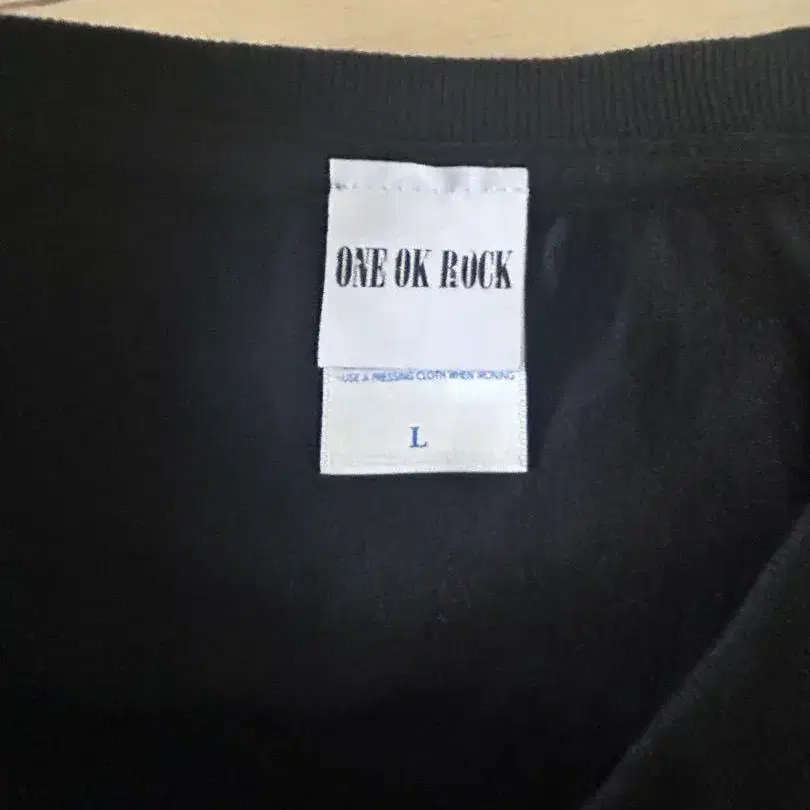 ONE OK ROCK
USE A PRESSING CLOTH WHEN IRONING
L